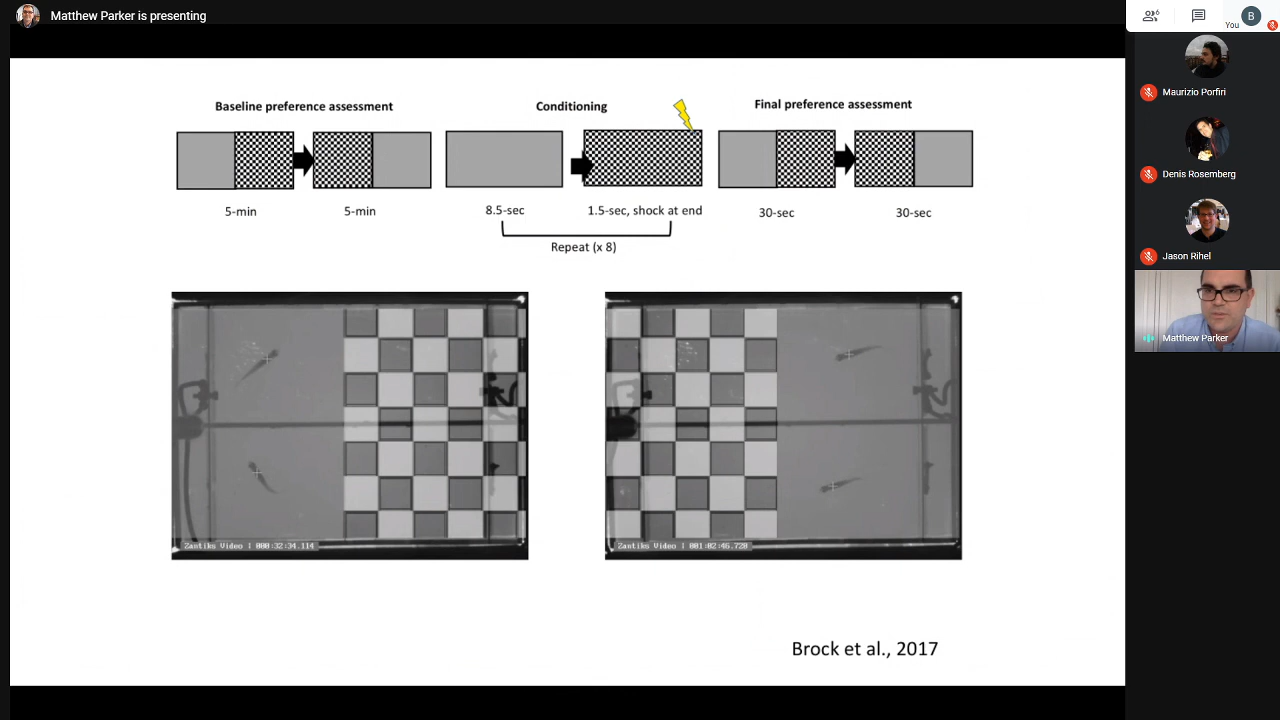 Matthew Parker is presenting
6
B
You
Maurizio Porfiri
Denis Rosemberg
Jason Rihel
Matthew Parker
Baseline preference assessment
Conditioning
Final preference assessment
5-min
5-min
8.5-sec
1.5-sec, shock at end
30-sec
30-sec
Repeat (x 8)
Zantiks Video | 000:32:34.114
Zantiks Video | 001:02:46.720
Brock et al., 2017